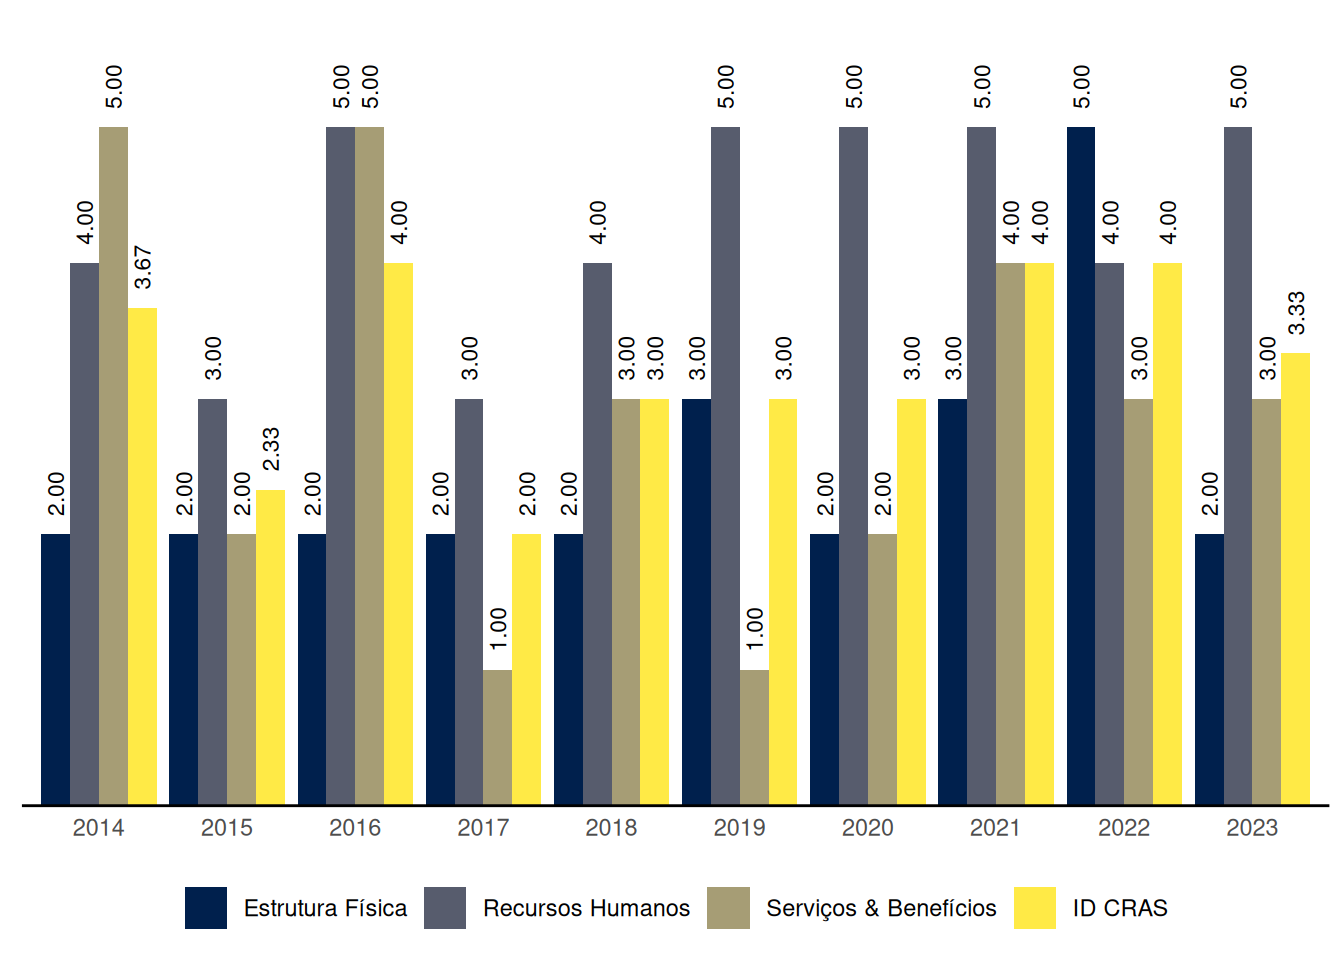 5.00 5.00 5.00 5.00 5.00 5.00 5.00 5.00
4.00 4.00 4.00 4.00 4.00 4.00 4.00
3.67
3.33
3.00 3.00 3.00 3.00 3.00 3.00 3.00 3.00 3.00 3.00
2.33
2.00 2.00 2.00 2.00 2.00 2.00 2.00 2.00 2.00 2.00
1.00 1.00
2014 2015 2016 2017 2018 2019 2020 2021 2022 2023
Estrutura Física Recursos Humanos Serviços & Benefícios ID CRAS